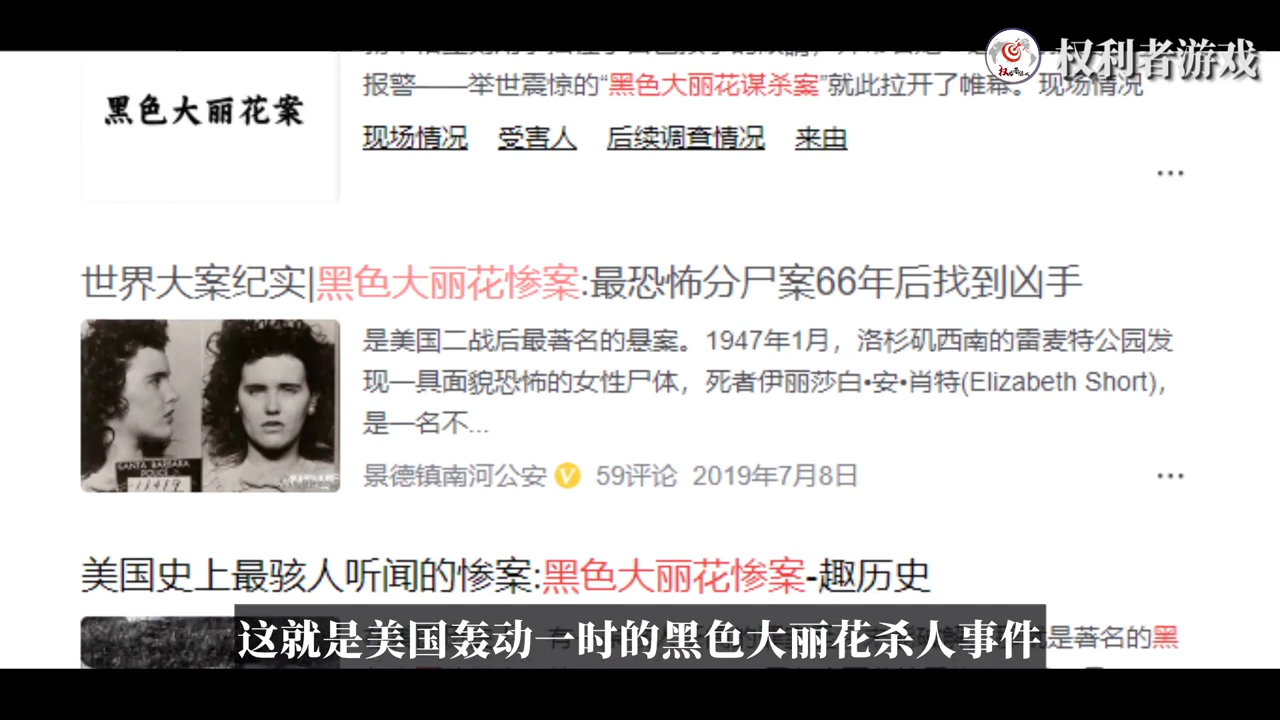 权利者游戏
报警——举世震惊的“黑色大丽花谋杀案”就此拉开了帷幕。现场情况
黑色大丽花案
现场情况 受害人 后续调查情况 来由
世界大案纪实|黑色大丽花惨案:最恐怖分尸案66年后找到凶手
是美国二战后最著名的悬案。1947年1月，洛杉矶西南的雷麦特公园发
现一具面貌恐怖的女性尸体，死者伊丽莎白•安•肖特(Elizabeth Short)，
是一名不...
SANTA BARBARA
POLICE
11419
景德镇南河公安 59评论 2019年7月8日
美国史上最骇人听闻的惨案:黑色大丽花惨案-趣历史
是著名的黑
这就是美国轰动一时的黑色大丽花杀人事件